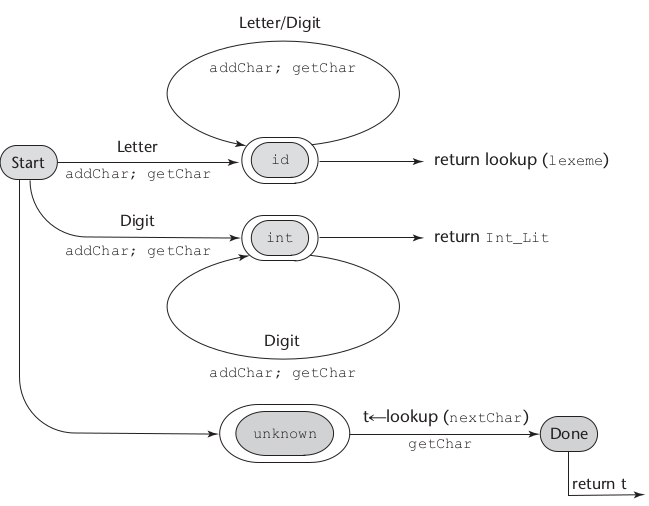 Letter/Digit
addChar; getChar
Start
Letter
addChar; getChar
id
return lookup (lexeme)
Digit
addChar; getChar
int
return Int_Lit
Digit
addChar; getChar
unknown
t←lookup (nextChar)
getChar
Done
return t